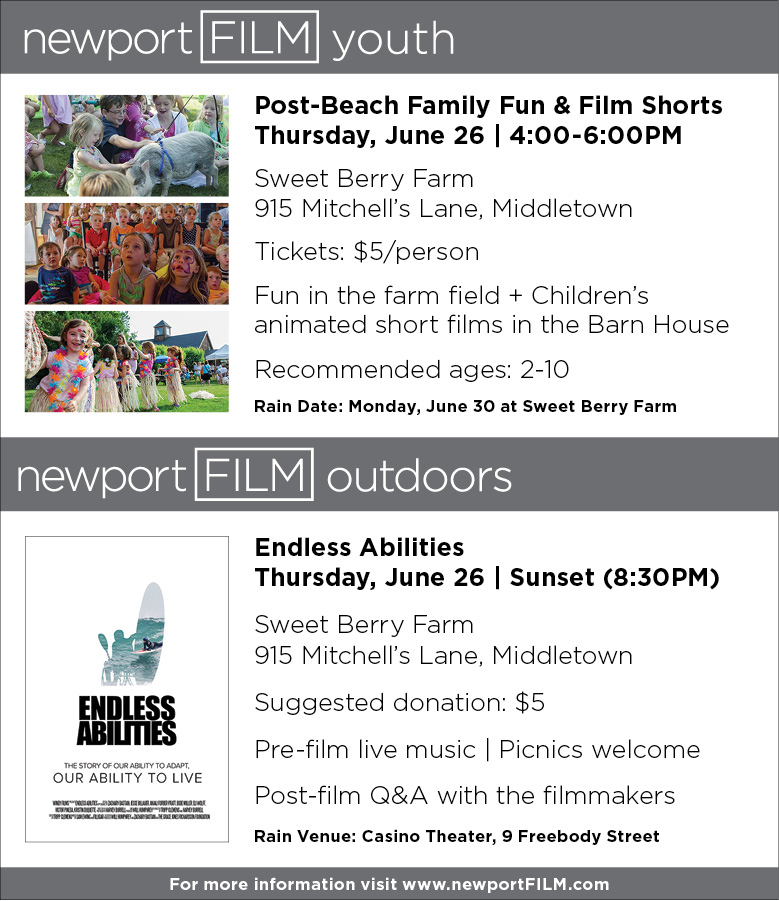 newport FILM youth
Post-Beach Family Fun & Film Shorts
Thursday, June 26 | 4:00-6:00PM
Sweet Berry Farm
915 Mitchell's Lane, Middletown
Tickets: $5/person
Fun in the farm field + Children's
animated short films in the Barn House
Recommended ages: 2-10
Rain Date: Monday, June 30 at Sweet Berry Farm
newport FILM outdoors
ENDLESS
ABILITIES
THE STORY OF OUR ABILITY TO ADAPT,
OUR ABILITY TO LIVE
Endless Abilities
Thursday, June 26 | Sunset (8:30PM)
Sweet Berry Farm
915 Mitchell's Lane, Middletown
Suggested donation: $5
Pre-film live music | Picnics welcome
Post-film Q&A with the filmmakers
Rain Venue: Casino Theater, 9 Freebody Street
For more information visit www.newportFILM.com